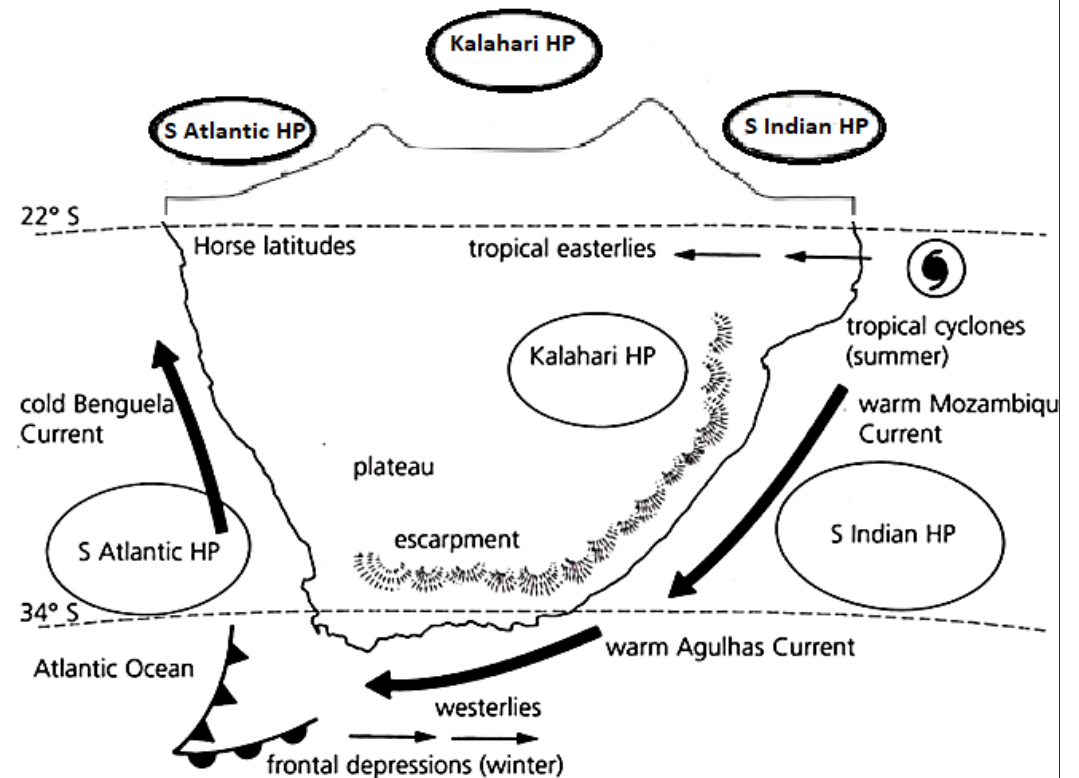 Kalahari HP
S Atlantic HP
S Indian HP
22° S
Horse latitudes
tropical easterlies
tropical cyclones
(summer)
Kalahari HP
cold Benguela
Current
warm Mozambiqu
Current
plateau
escarpment
S Atlantic HP
S Indian HP
34° S
warm Agulhas Current
Atlantic Ocean
westerlies
frontal depressions (winter)